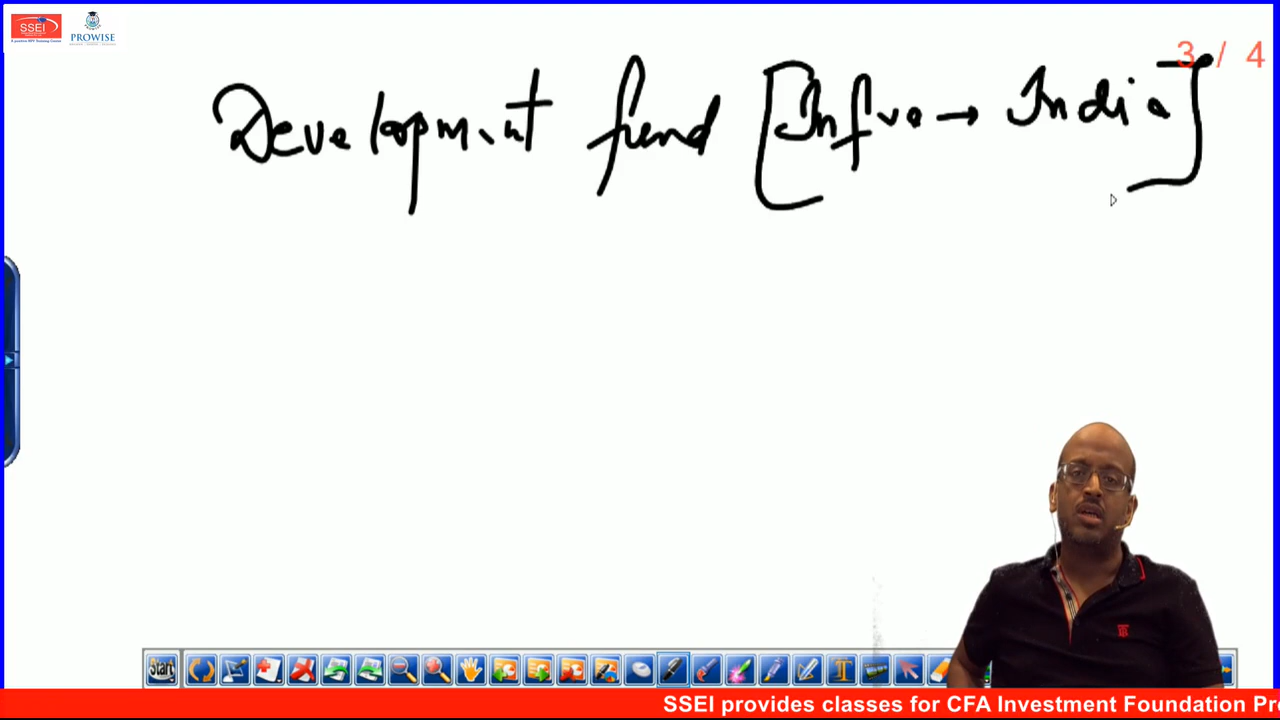 SSEI
PROWISE
3 / 4
Development fund [Infra → India]
Start
SSEI provides classes for CFA Investment Foundation Pr